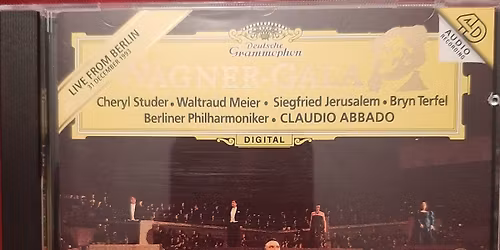 LIVE FROM BERLIN
31 DECEMBER 1993
Deutsche
Grammophon
4D
AUDIO
RECORDING
WAGNER-GALA
Cheryl Studer • Waltraud Meier • Siegfried Jerusalem • Bryn Terfel
Berliner Philharmoniker • CLAUDIO ABBADO
DIGITAL